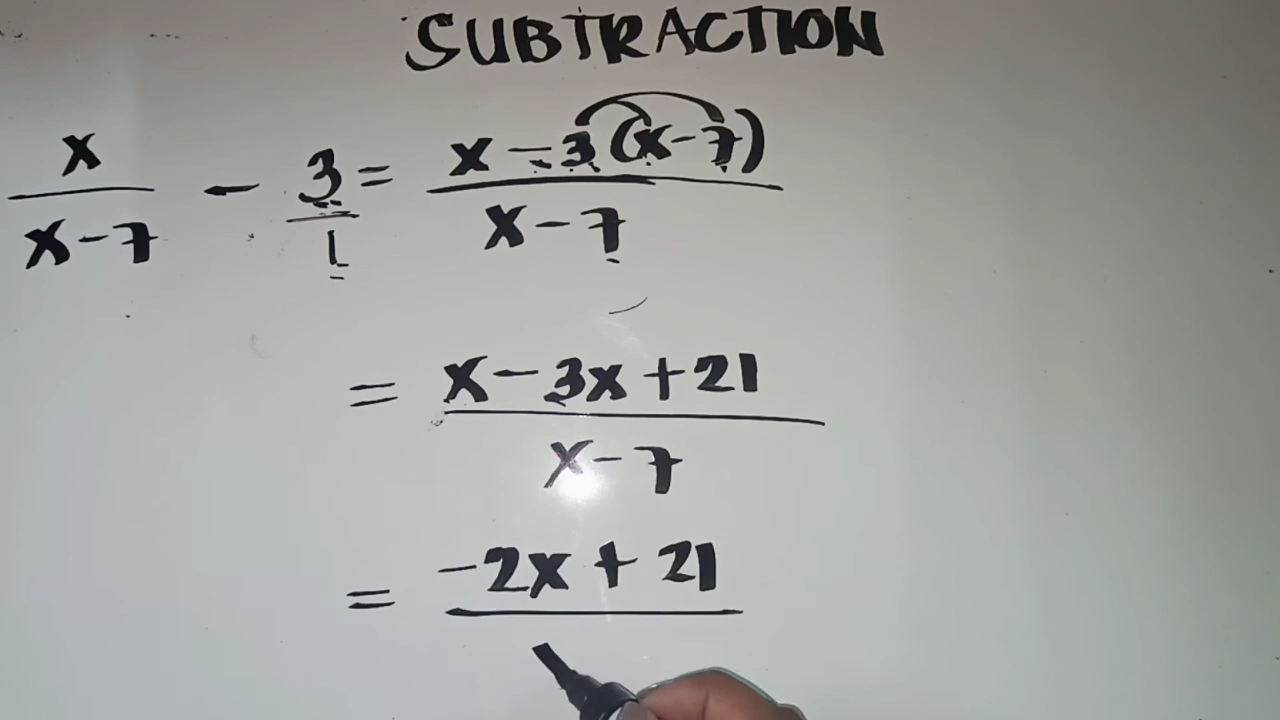 SUBTRACTION
x/x-7 - 3/1 = x-3(x-7)/x-7
= x-3x+21/x-7
= -2x+21/